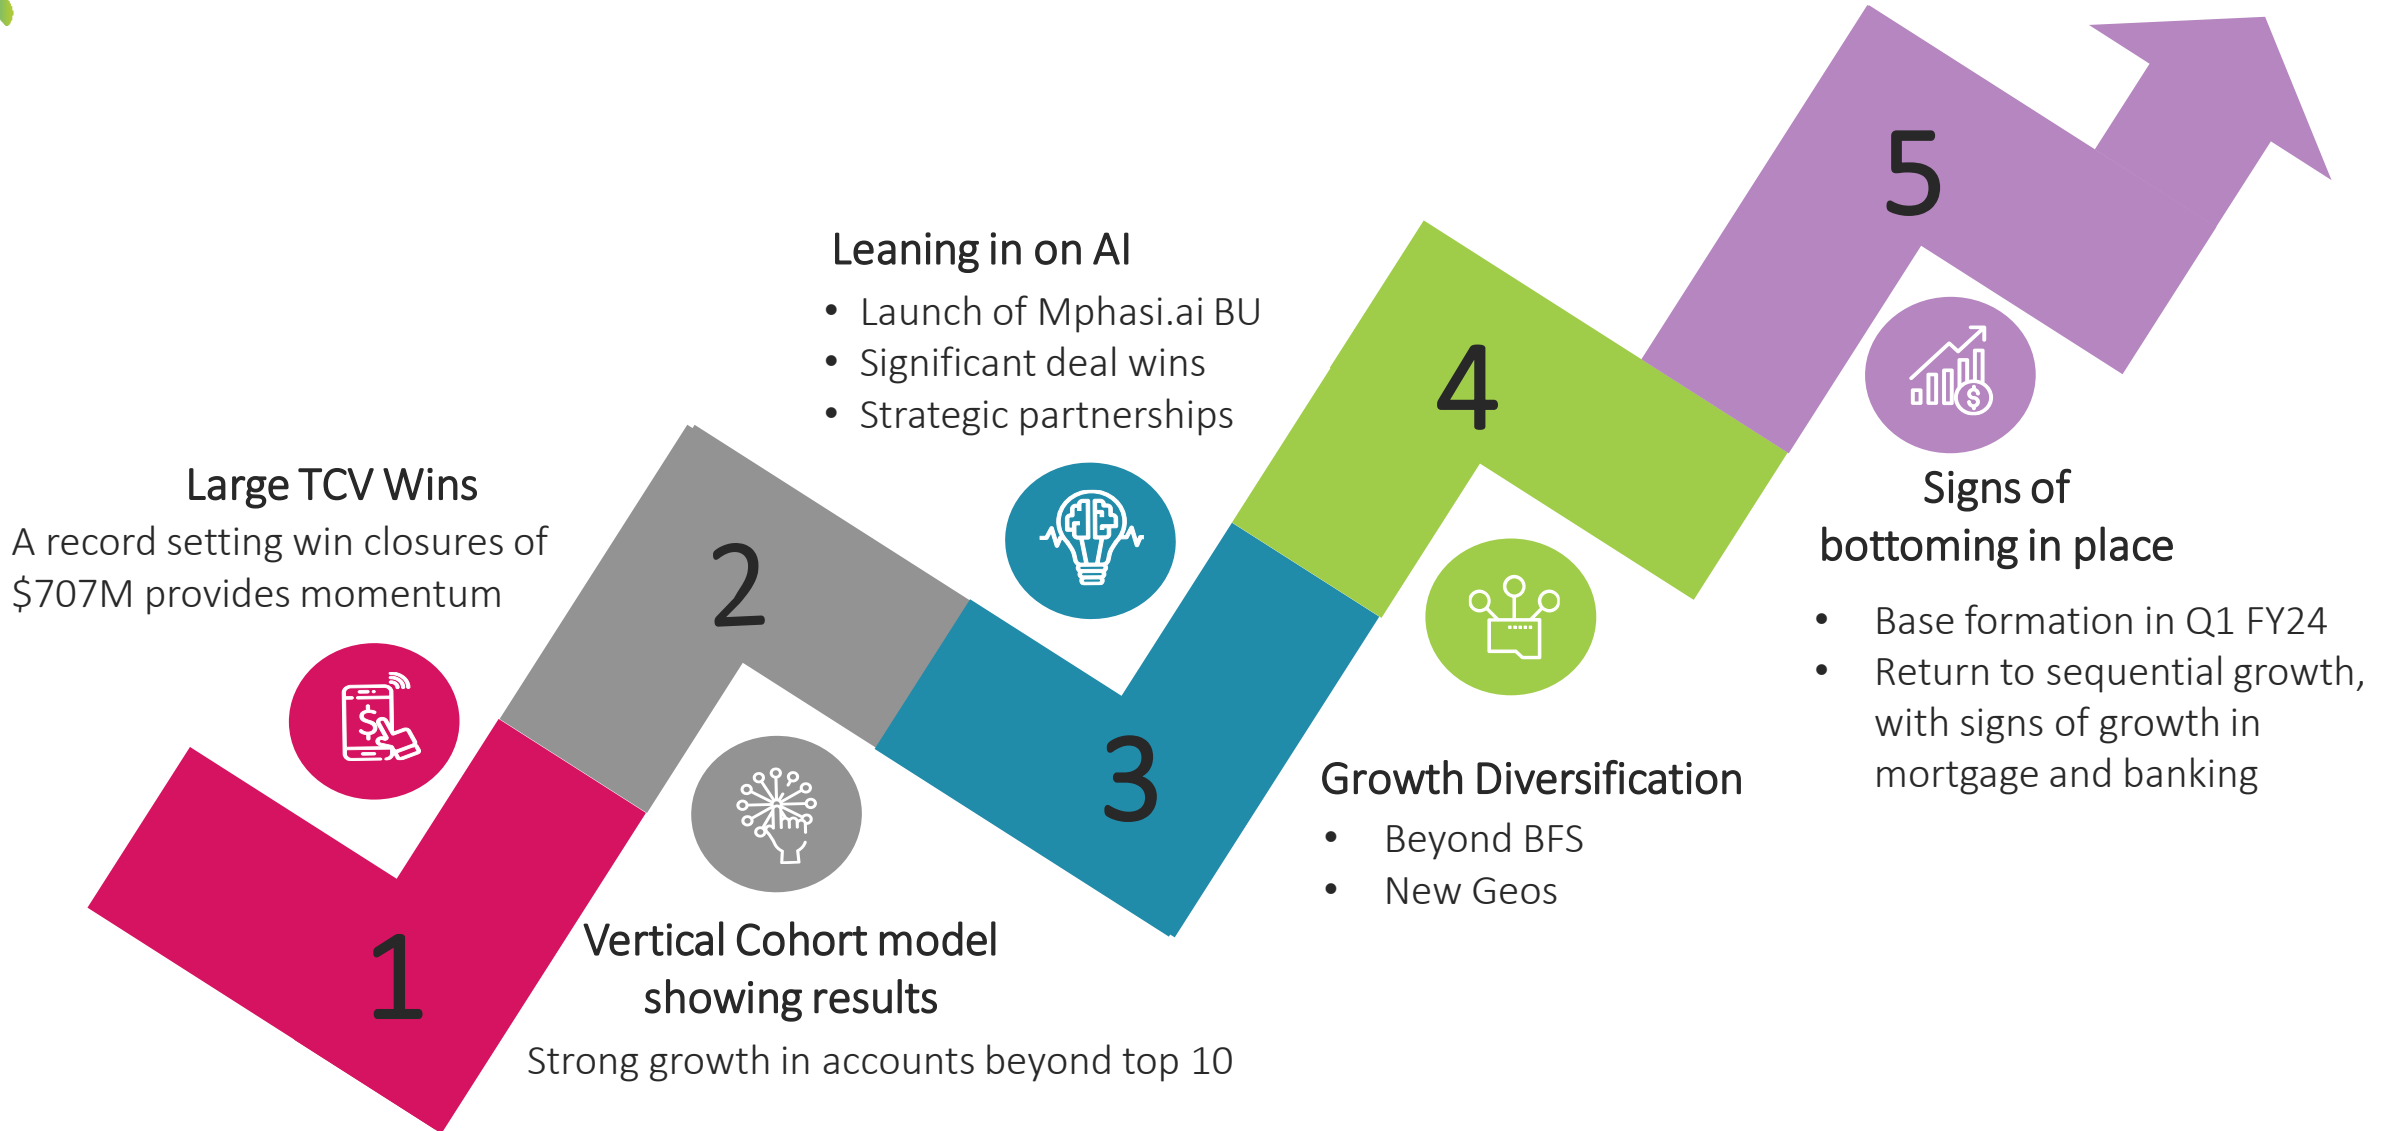 1
Large TCV Wins
A record setting win closures of
$707M provides momentum
$
2
Vertical Cohort model
showing results
Strong growth in accounts beyond top 10
3
Leaning in on AI
• Launch of Mphasi.ai BU
• Significant deal wins
• Strategic partnerships
4
Growth Diversification
• Beyond BFS
• New Geos
5
$
Signs of
bottoming in place
• Base formation in Q1 FY24
• Return to sequential growth,
with signs of growth in
mortgage and banking